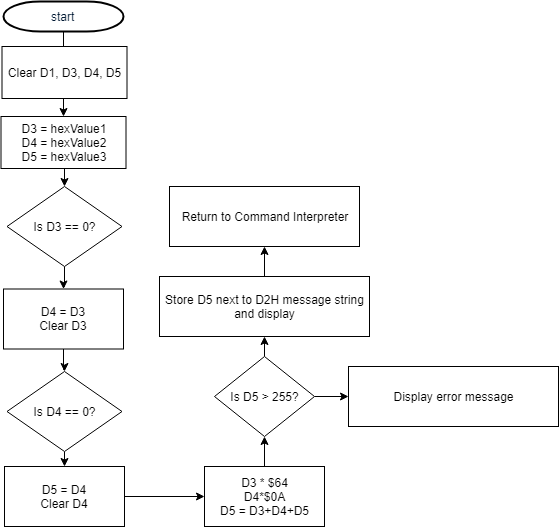 start
Clear D1, D3, D4, D5
D3 = hexValue1
D4 = hexValue2
D5 = hexValue3
Is D3 == 0?
D4 = D3
Clear D3
Is D4 == 0?
D5 = D4
Clear D4
D3 * $64
D4*$0A
D5 = D3+D4+D5
Is D5 > 255?
Display error message
Store D5 next to D2H message string
and display
Return to Command Interpreter